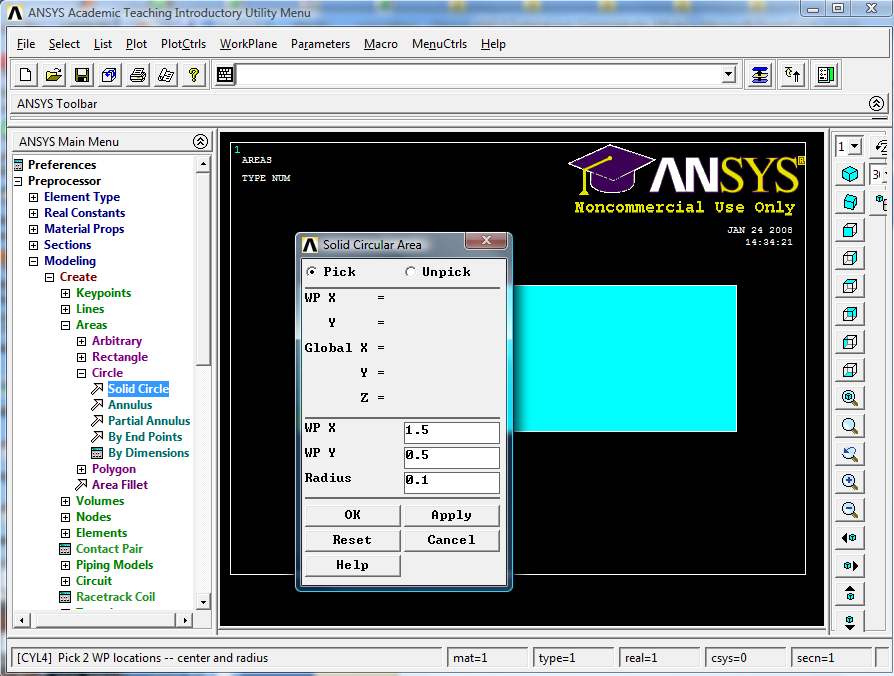 ANSYS Academic Teaching Introductory Utility Menu
File Select List Plot PlotCtrls WorkPlane Parameters Macro MenuCtrls Help
ANSYS Toolbar
ANSYS Main Menu
Preferences
Preprocessor
Element Type
Real Constants
Material Props
Sections
Modeling
Create
Keypoints
Lines
Areas
Arbitrary
Rectangle
Circle
Solid Circle
Annulus
Partial Annulus
By End Points
By Dimensions
Polygon
Area Fillet
Volumes
Nodes
Elements
Contact Pair
Piping Models
Circuit
Racetrack Coil
1
AREAS
TYPE NUM
ANSYS
Noncommercial Use Only
JAN 24 2008
14:34:21
Solid Circular Area
Pick Unpick
WP X =
Y =
Global X =
Y =
Z =
WP X 1.5
WP Y 0.5
Radius 0.1
OK Apply
Reset Cancel
Help
1
[CYL4] Pick 2 WP locations -- center and radius
mat=1
type=1
real=1
csys=0
secn=1